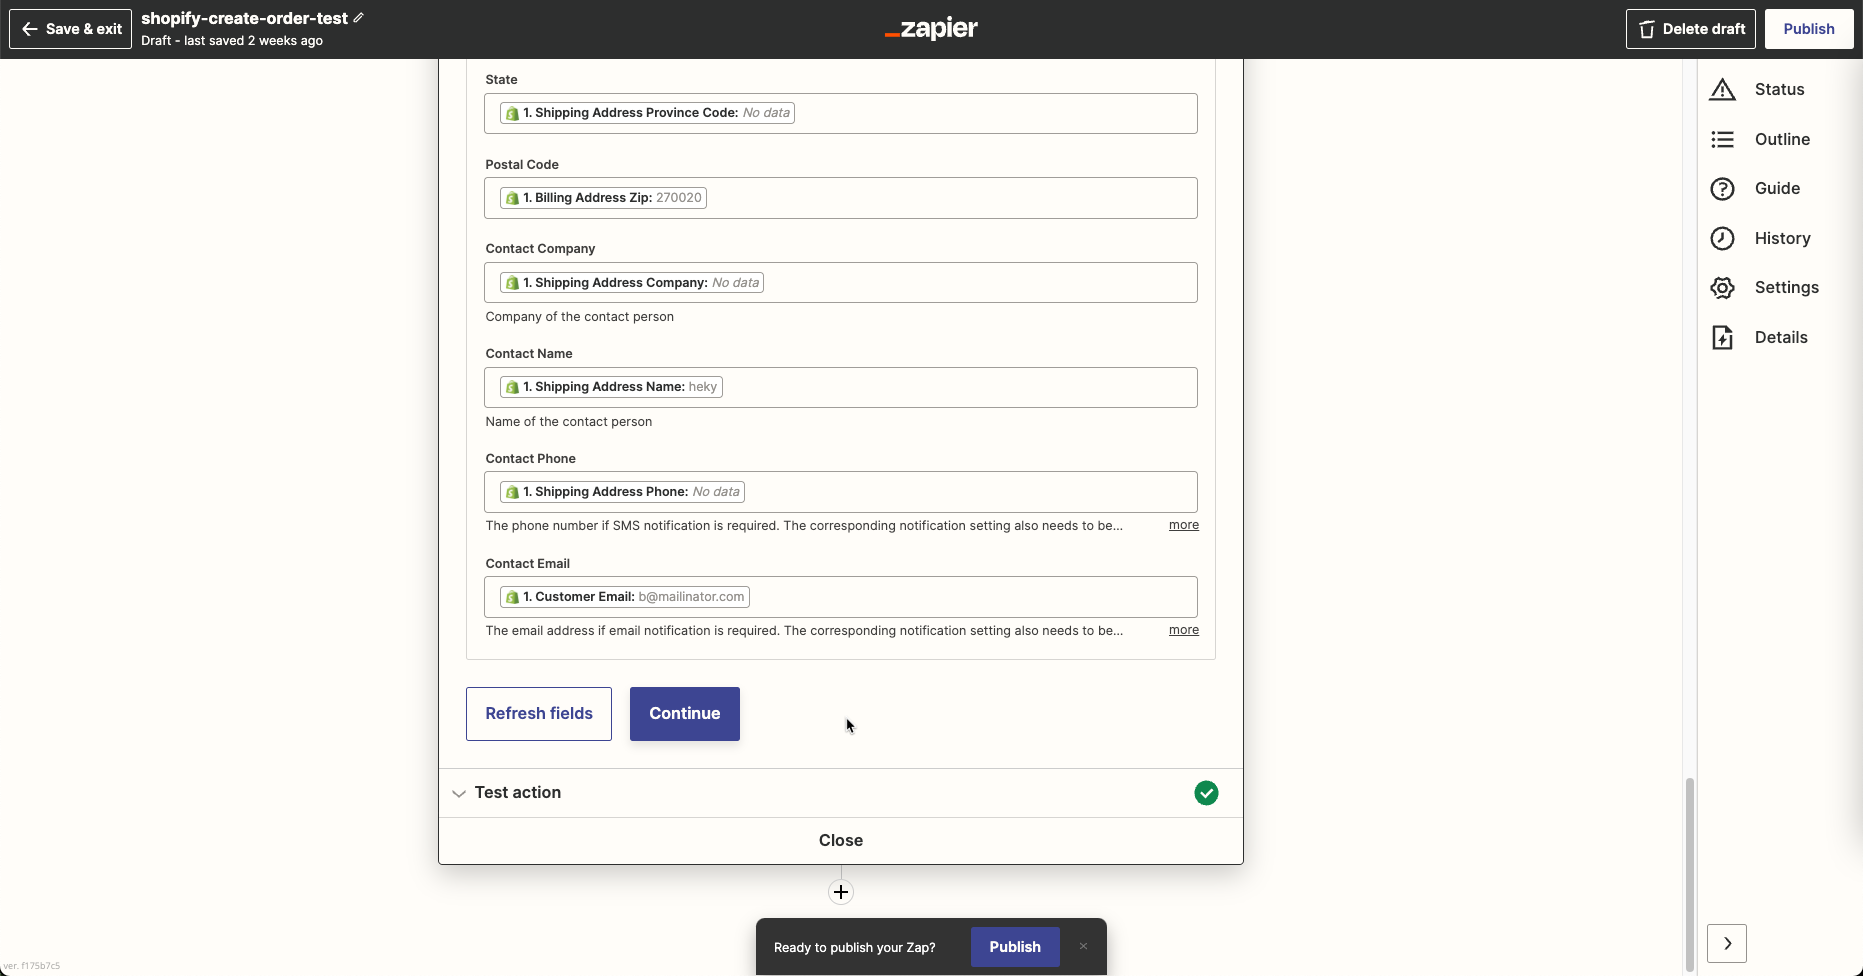 Save & exit
shopify-create-order-test
Draft - last saved 2 weeks ago
_zapier
Delete draft
Publish
State
1. Shipping Address Province Code: No data
Postal Code
1. Billing Address Zip: 270020
Contact Company
1. Shipping Address Company: No data
Company of the contact person
Contact Name
1. Shipping Address Name: heky
Name of the contact person
Contact Phone
1. Shipping Address Phone: No data
The phone number if SMS notification is required. The corresponding notification setting also needs to be... more
Contact Email
1. Customer Email: b@mailinator.com
The email address if email notification is required. The corresponding notification setting also needs to be... more
Refresh fields
Continue
Test action
Close
Ready to publish your Zap?
Publish
Status
Outline
Guide
History
Settings
Details
ver. f175b7c5